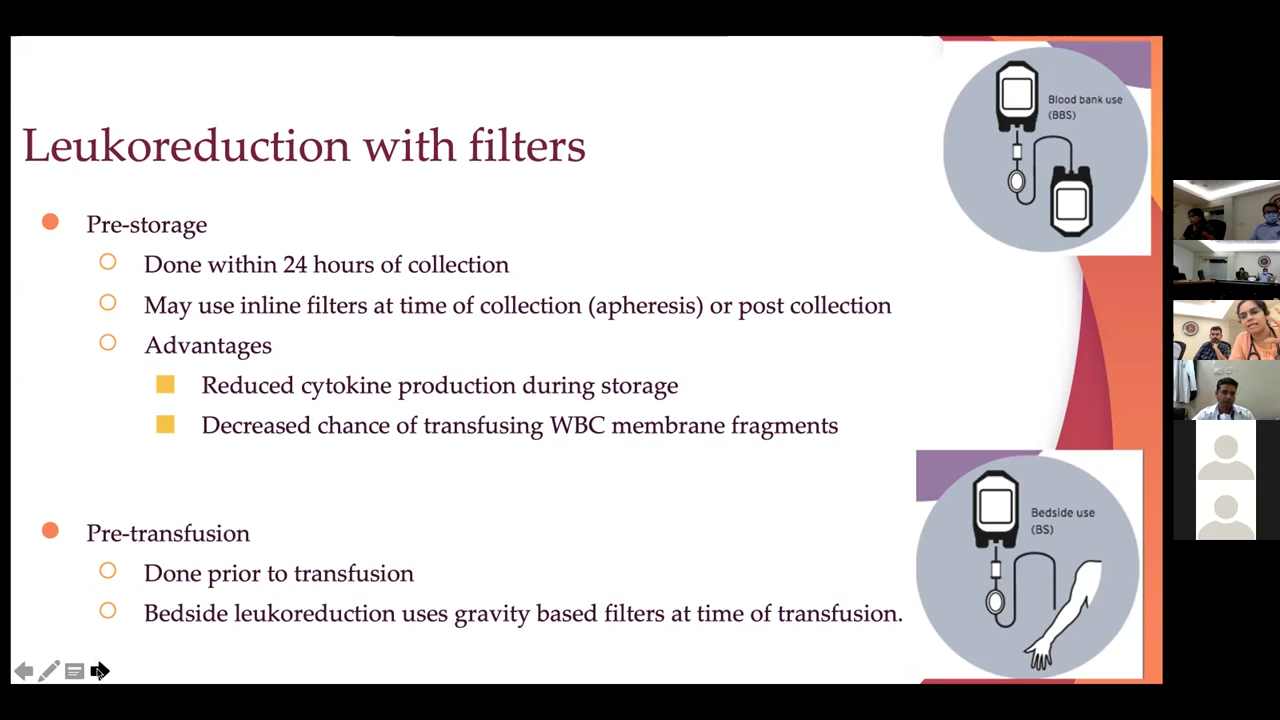 Leukoreduction with filters
Pre-storage
Done within 24 hours of collection
May use inline filters at time of collection (apheresis) or post collection
Advantages
Reduced cytokine production during storage
Decreased chance of transfusing WBC membrane fragments
Pre-transfusion
Done prior to transfusion
Bedside leukoreduction uses gravity based filters at time of transfusion.
Blood bank use
(BBS)
Bedside use
(BS)